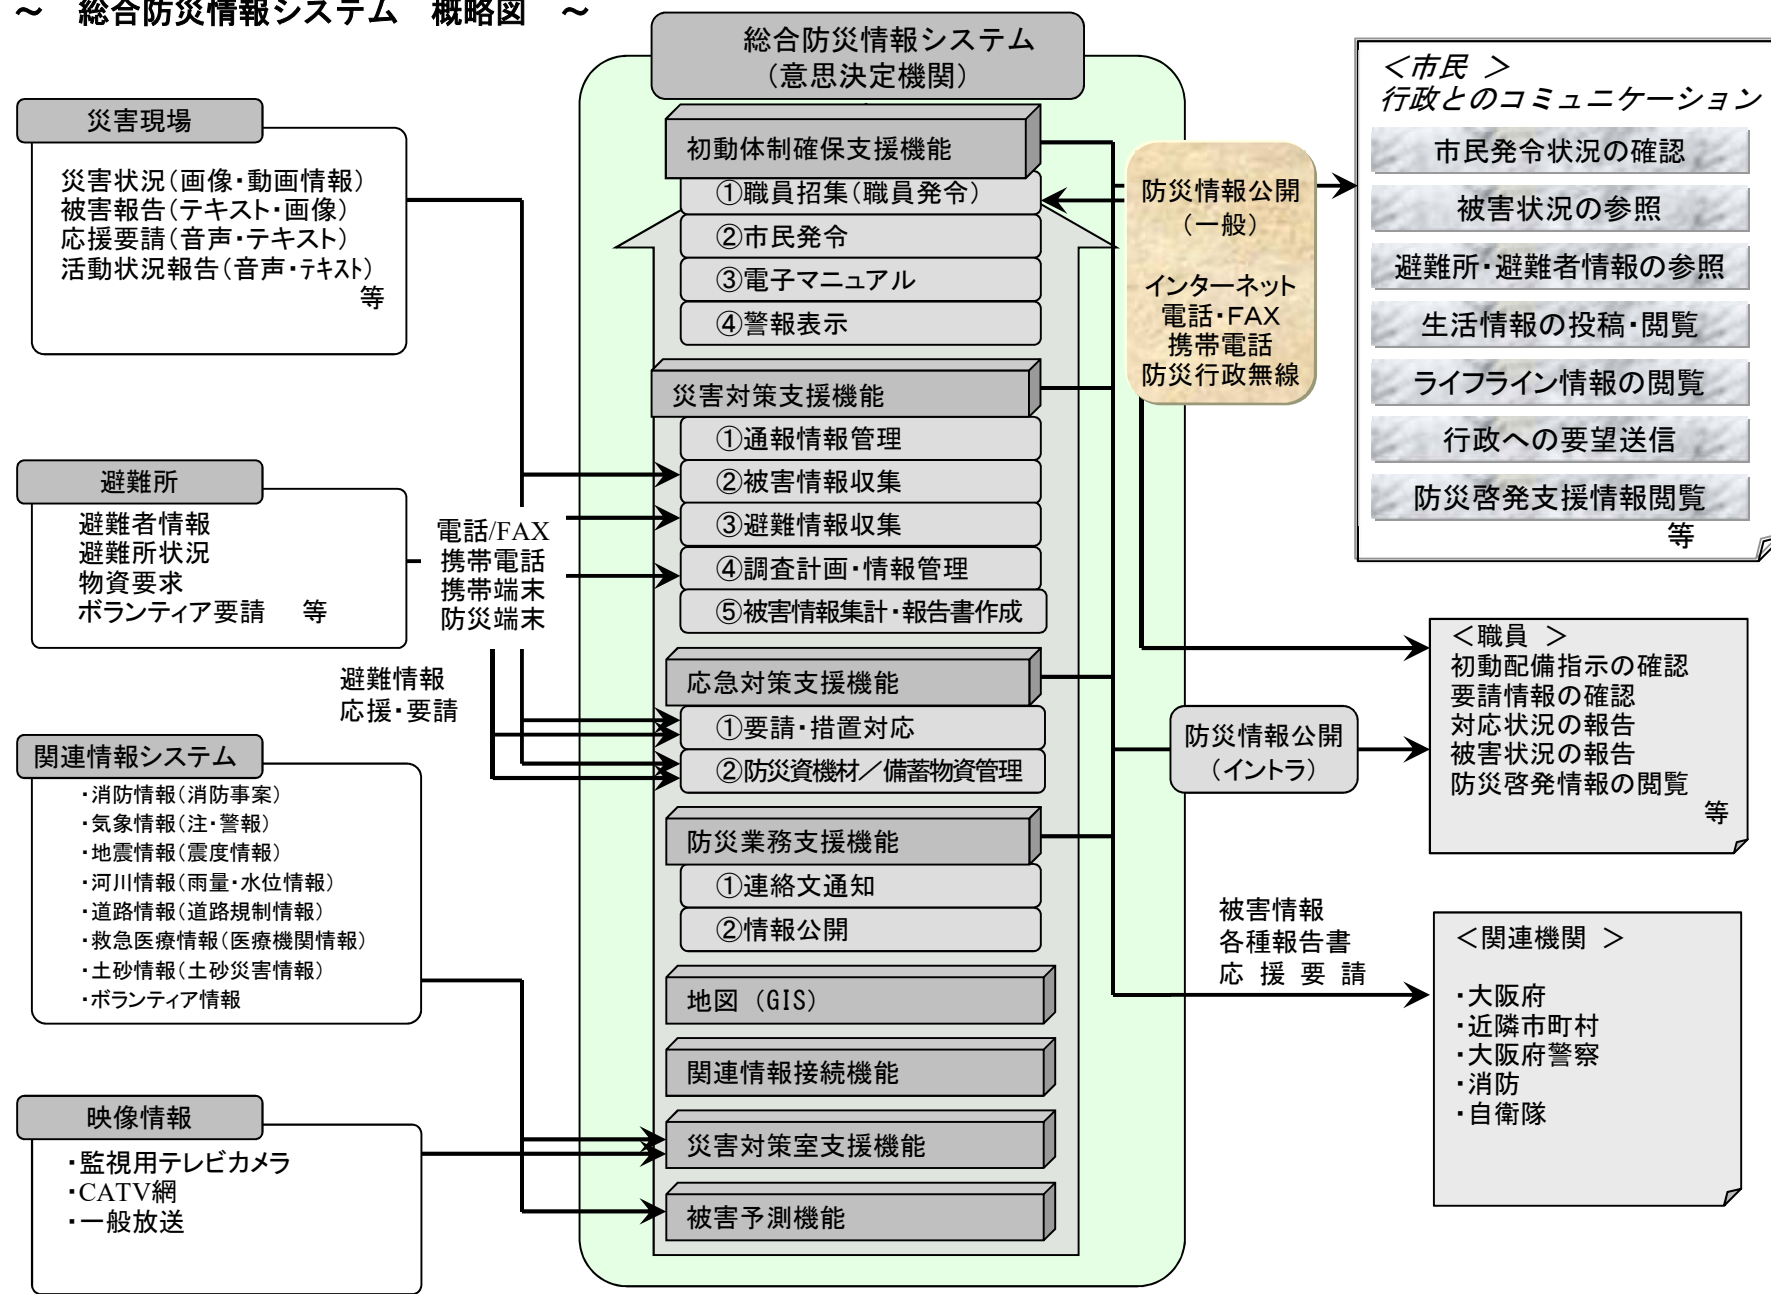 ～　総合防災情報システム　概略図　～
災害現場
災害状況（画像・動画情報）
被害報告（テキスト・画像）
応援要請（音声・テキスト）
活動状況報告（音声・テキスト）
等
避難所
避難者情報
避難所状況
物資要求
ボランティア要請　等
電話/FAX
携帯電話
携帯端末
防災端末
避難情報
応援・要請
関連情報システム
・消防情報（消防事案）
・気象情報（注・警報）
・地震情報（震度情報）
・河川情報（雨量・水位情報）
・道路情報（道路規制情報）
・救急医療情報（医療機関情報）
・土砂情報（土砂災害情報）
・ボランティア情報
映像情報
・監視用テレビカメラ
・CATV網
・一般放送
総合防災情報システム
（意思決定機関）
初動体制確保支援機能
①職員招集（職員発令）
②市民発令
③電子マニュアル
④警報表示
災害対策支援機能
①通報情報管理
②被害情報収集
③避難情報収集
④調査計画・情報管理
⑤被害情報集計・報告書作成
応急対策支援機能
①要請・措置対応
②防災資機材／備蓄物資管理
防災業務支援機能
①連絡文通知
②情報公開
地図（GIS）
関連情報接続機能
災害対策室支援機能
被害予測機能
防災情報公開
（一般）
インターネット
電話・FAX
携帯電話
防災行政無線
防災情報公開
（イントラ）
被害情報
各種報告書
応 援 要 請
＜市民 ＞
行政とのコミュニケーション
市民発令状況の確認
被害状況の参照
避難所・避難者情報の参照
生活情報の投稿・閲覧
ライフライン情報の閲覧
行政への要望送信
防災啓発支援情報閲覧
等
＜職員 ＞
初動配備指示の確認
要請情報の確認
対応状況の報告
被害状況の報告
防災啓発情報の閲覧
等
＜関連機関 ＞
・大阪府
・近隣市町村
・大阪府警察
・消防
・自衛隊